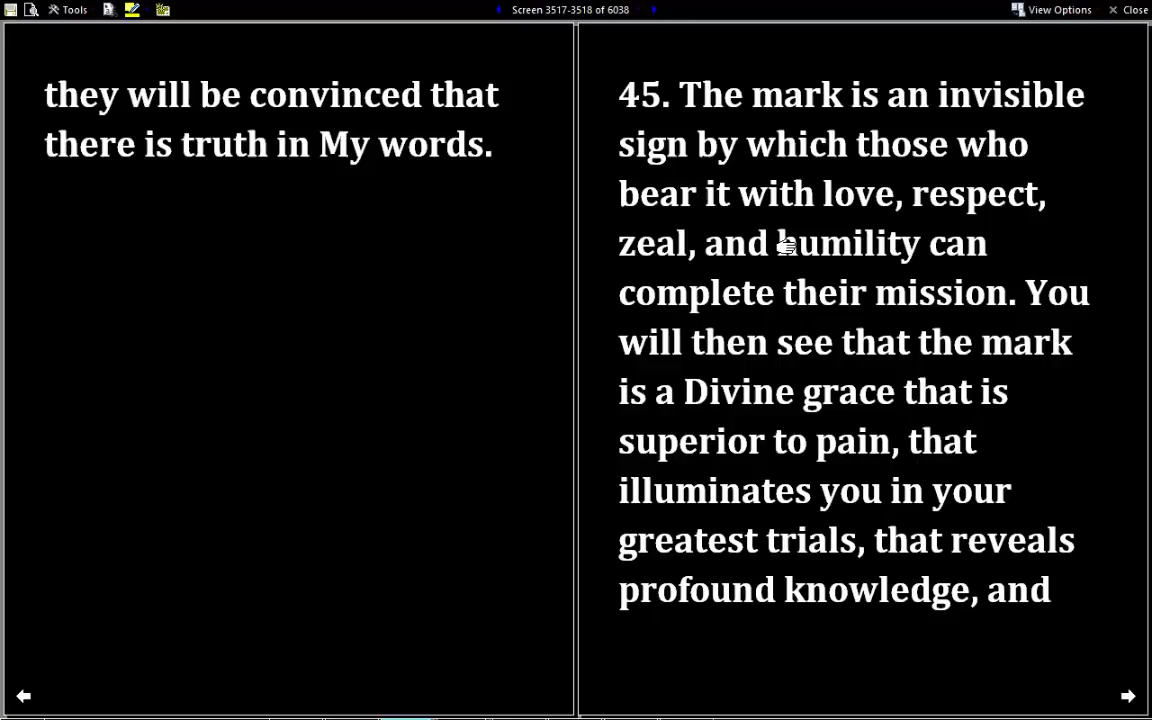 Tools
Screen 3517-3518 of 6038
View Options
Close
they will be convinced that
there is truth in My words.
45. The mark is an invisible
sign by which those who
bear it with love, respect,
zeal, and humility can
complete their mission. You
will then see that the mark
is a Divine grace that is
superior to pain, that
illuminates you in your
greatest trials, that reveals
profound knowledge, and